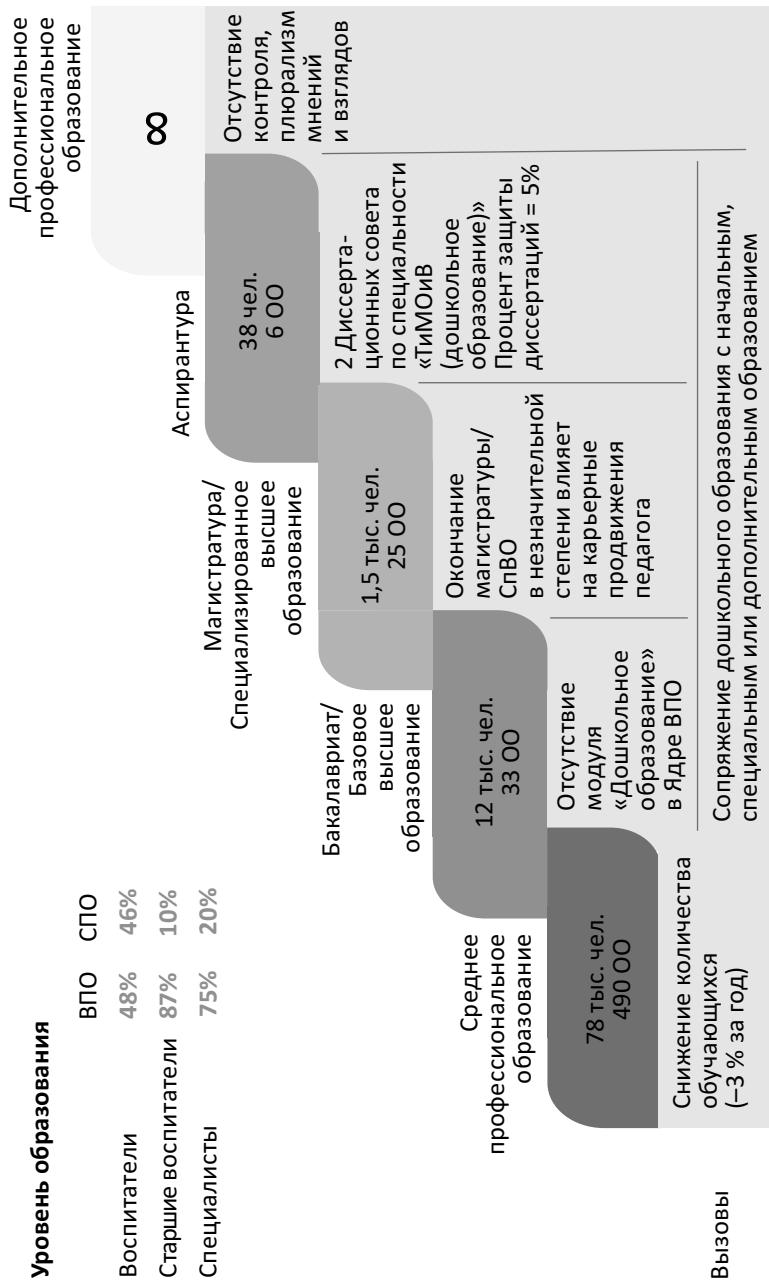 Уровень образования
ВПО СПО
Воспитатели 48% 46%
Старшие воспитатели 87% 10%
Специалисты 75% 20%
Среднее
профессиональное
образование
78 тыс. чел.
490 ОО
Бакалавриат/
Базовое
высшее
образование
12 тыс. чел.
33 ОО
Магистратура/
Специализированное
высшее
образование
1,5 тыс. чел.
25 ОО
Аспирантура
38 чел.
6 ОО
Дополнительное
профессиональное
образование
∞
Вызовы
Снижение количества
обучающихся
(–3 % за год)
Отсутствие
модуля
«Дошкольное
образование»
в Ядре ВПО
Окончание
магистратуры/
СпВО
в незначительной
степени влияет
на карьерные
продвижения
педагога
2 Диссерта-
ционных совета
по специальности
«ТиМОиВ
(дошкольное
образование)»
Процент защиты
диссертаций = 5%
Отсутствие
контроля,
плюрализм
мнений
и взглядов
Сопряжение дошкольного образования с начальным,
специальным или дополнительным образованием